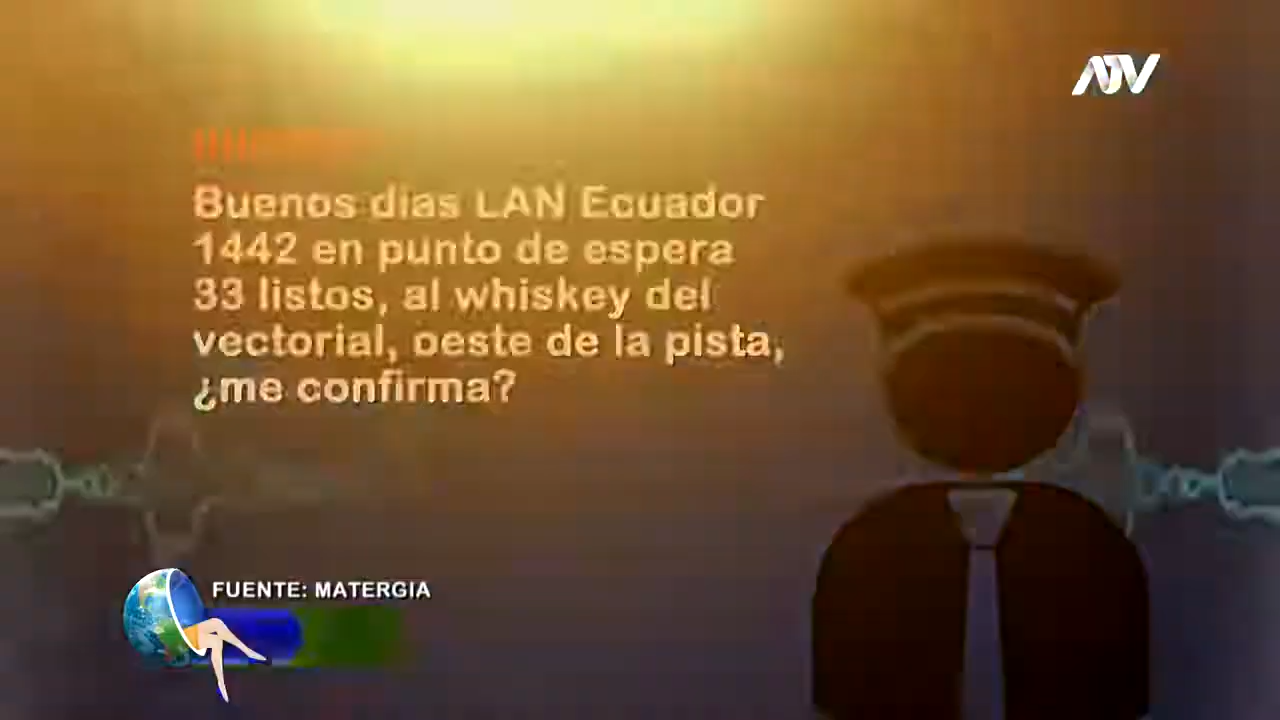 ATV
Buenos dias LAN Ecuador
1442 en punto de espera
33 listos, al whiskey del
vectorial, oeste de la pista,
¿me confirma?
FUENTE: MATERGIA